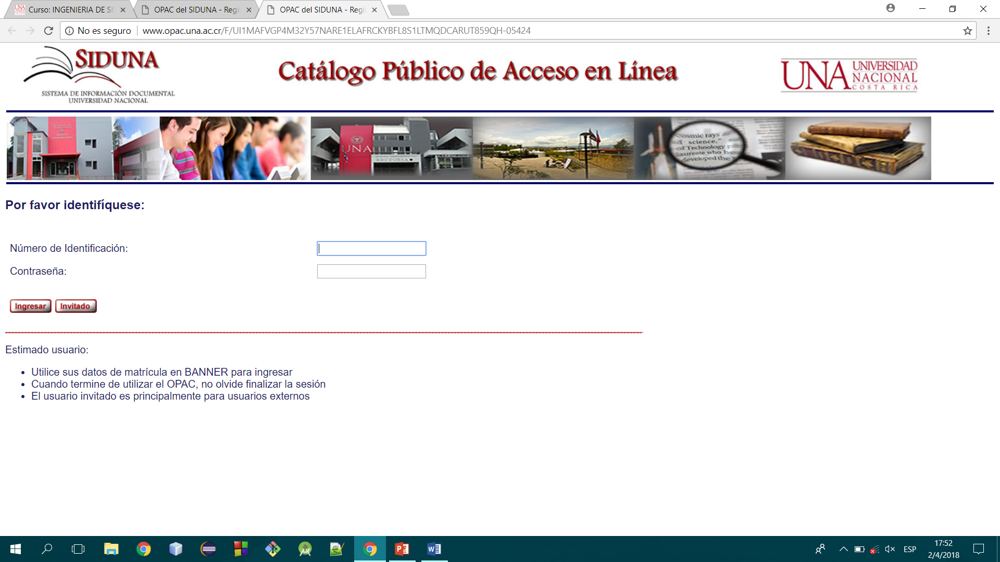 UNA Curso: INGENIERIA DE SI
OPAC del SIDUNA - Regi
OPAC del SIDUNA - Regi
No es seguro www.opac.una.ac.cr/F/UI1MAFVGP4M32Y57NARE1ELAFRCKYBFL8S1LTMQDCARUT859QH-05424
SIDUNA
SISTEMA DE INFORMACIÓN DOCUMENTAL
UNIVERSIDAD NACIONAL
Catálogo Público de Acceso en Línea
UNA UNIVERSIDAD
NACIONAL
COSTA RICA
UNA
RECTORIA
osmic rays
science,"
of Technology
aureate who h
developed the
Por favor identifíquese:
Número de Identificación:
Contraseña:
Ingresar Invitado
Estimado usuario:
• Utilice sus datos de matrícula en BANNER para ingresar
• Cuando termine de utilizar el OPAC, no olvide finalizar la sesión
• El usuario invitado es principalmente para usuarios externos
ESP
17:52
2/4/2018